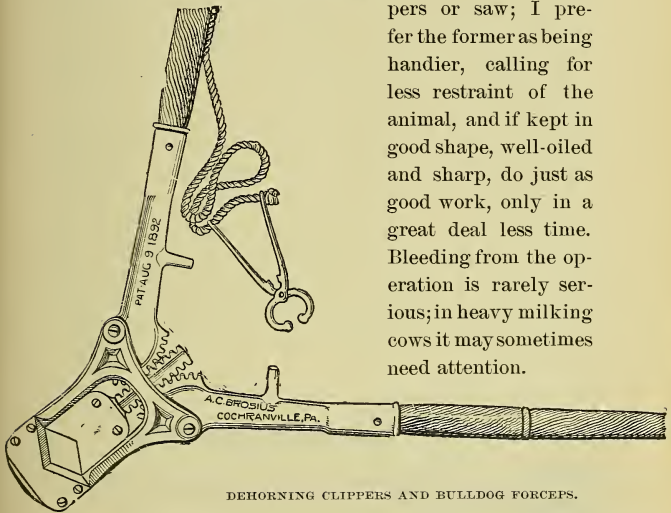 pers or saw; I pre-
fer the former as being
handier, calling for
less restraint of the
animal, and if kept in
good shape, well-oiled
and sharp, do just as
good work, only in a
great deal less time.
Bleeding from the op-
eration is rarely ser-
ious; in heavy milking
cows it may sometimes
need attention.
PAT. AUG 9 1892
A.C. BROSIUS
COCHRANVILLE, PA.
DEHORNING CLIPPERS AND BULLDOG FORCEPS.